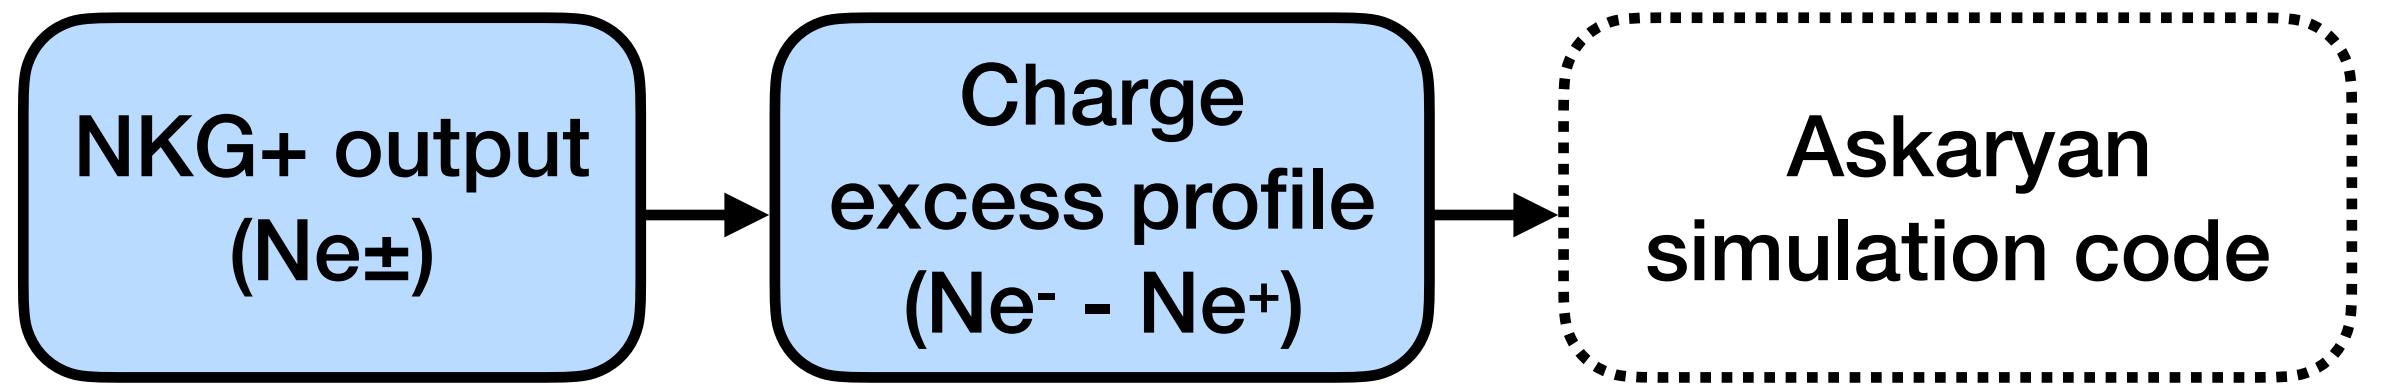 NKG+ output
(Ne±)
Charge
excess profile
(Ne⁻ - Ne⁺)
Askaryan
simulation code